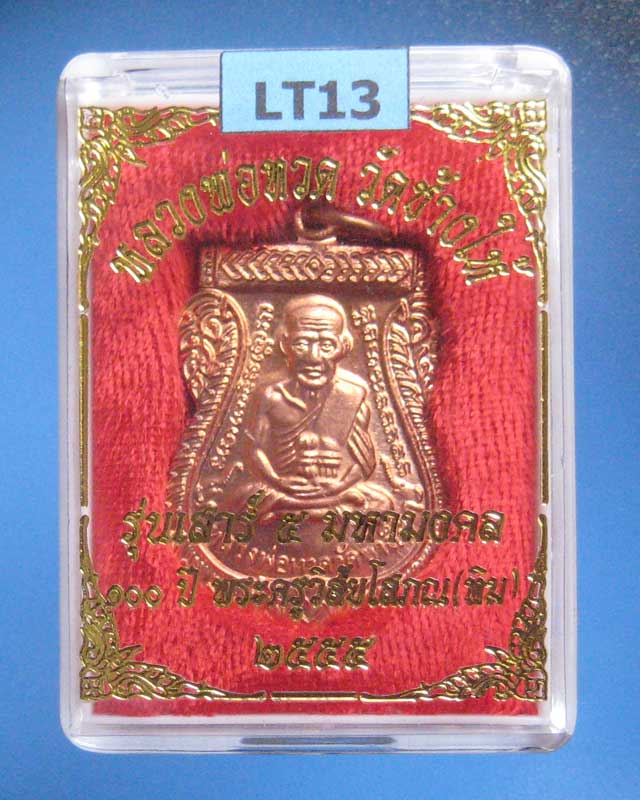 LT13
หลวงพ่อทวด วัดช้างให้
รุ่นเสาร์ ๕ มหามงคล
๑๐๐ ปี พระครูวิสัยโสภณ(ทิม)
๒๕๕๕